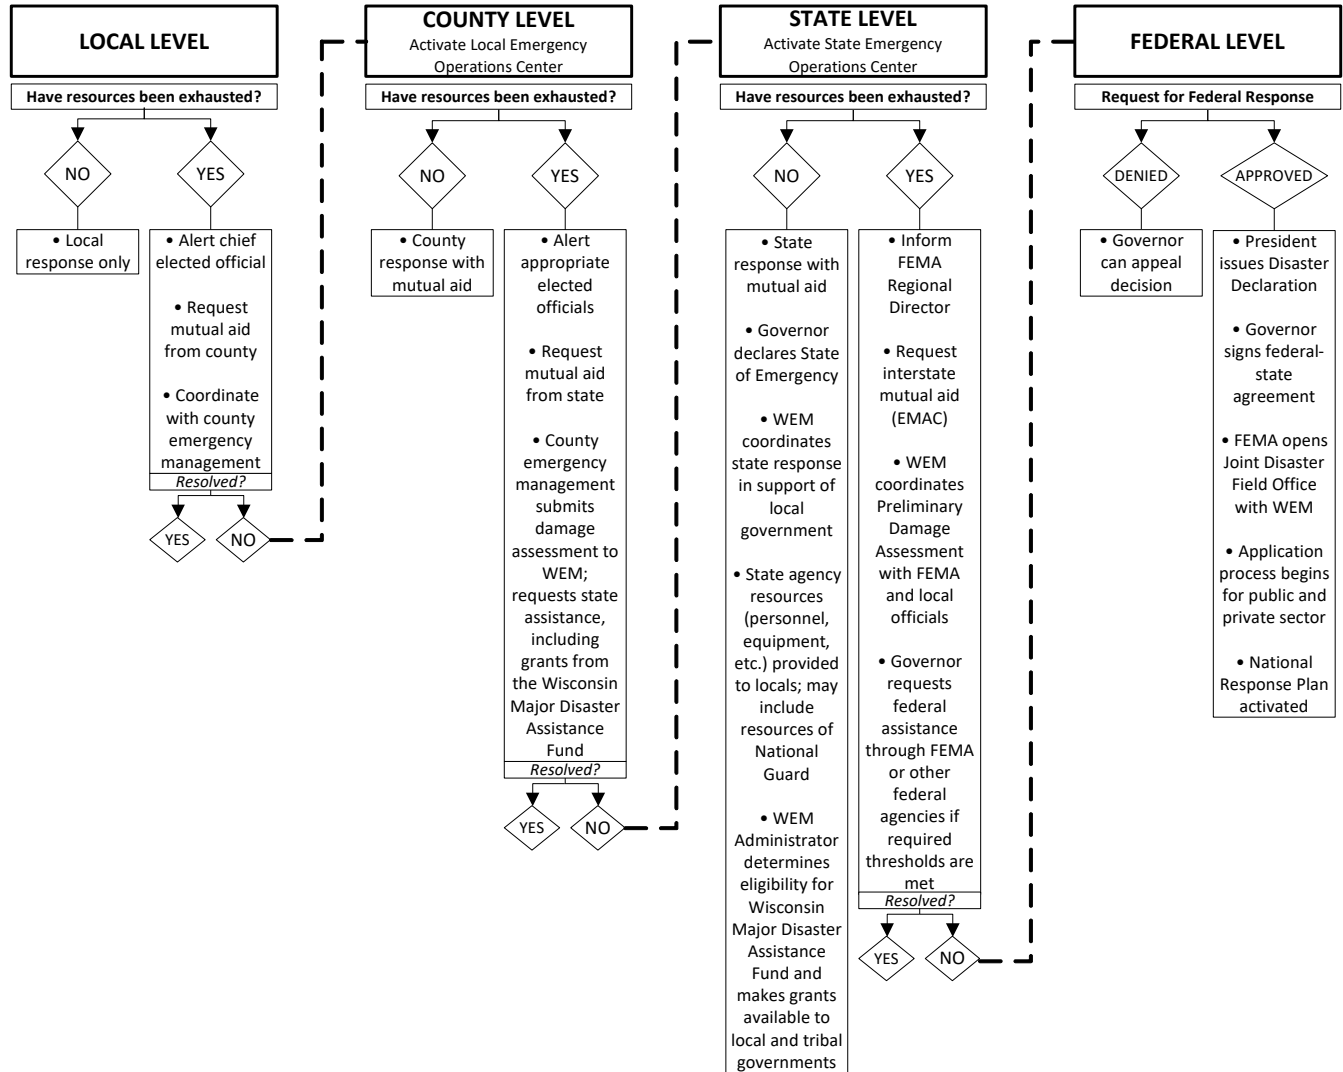 LOCAL LEVEL
Have resources been exhausted?
NO
YES
• Local
response only
• Alert chief
elected official
• Request
mutual aid
from county
• Coordinate
with county
emergency
management
Resolved?
YES
NO
COUNTY LEVEL
Activate Local Emergency
Operations Center
Have resources been exhausted?
NO
YES
• County
response with
mutual aid
• Alert
appropriate
elected
officials
• Request
mutual aid
from state
• County
emergency
management
submits
damage
assessment to
WEM;
requests state
assistance,
including
grants from
the Wisconsin
Major Disaster
Assistance
Fund
Resolved?
YES
NO
STATE LEVEL
Activate State Emergency
Operations Center
Have resources been exhausted?
NO
YES
• State
response with
mutual aid
• Governor
declares State
of Emergency
• WEM
coordinates
state response
in support of
local
government
• State agency
resources
(personnel,
equipment,
etc.) provided
to locals; may
include
resources of
National
Guard
• WEM
Administrator
determines
eligibility for
Wisconsin
Major Disaster
Assistance
Fund and
makes grants
available to
local and tribal
governments
• Inform
FEMA
Regional
Director
• Request
interstate
mutual aid
(EMAC)
• WEM
coordinates
Preliminary
Damage
Assessment
with FEMA
and local
officials
• Governor
requests
federal
assistance
through FEMA
or other
federal
agencies if
required
thresholds are
met
Resolved?
YES
NO
FEDERAL LEVEL
Request for Federal Response
DENIED
APPROVED
• Governor
can appeal
decision
• President
issues Disaster
Declaration
• Governor
signs federal-
state
agreement
• FEMA opens
Joint Disaster
Field Office
with WEM
• Application
process begins
for public and
private sector
• National
Response Plan
activated